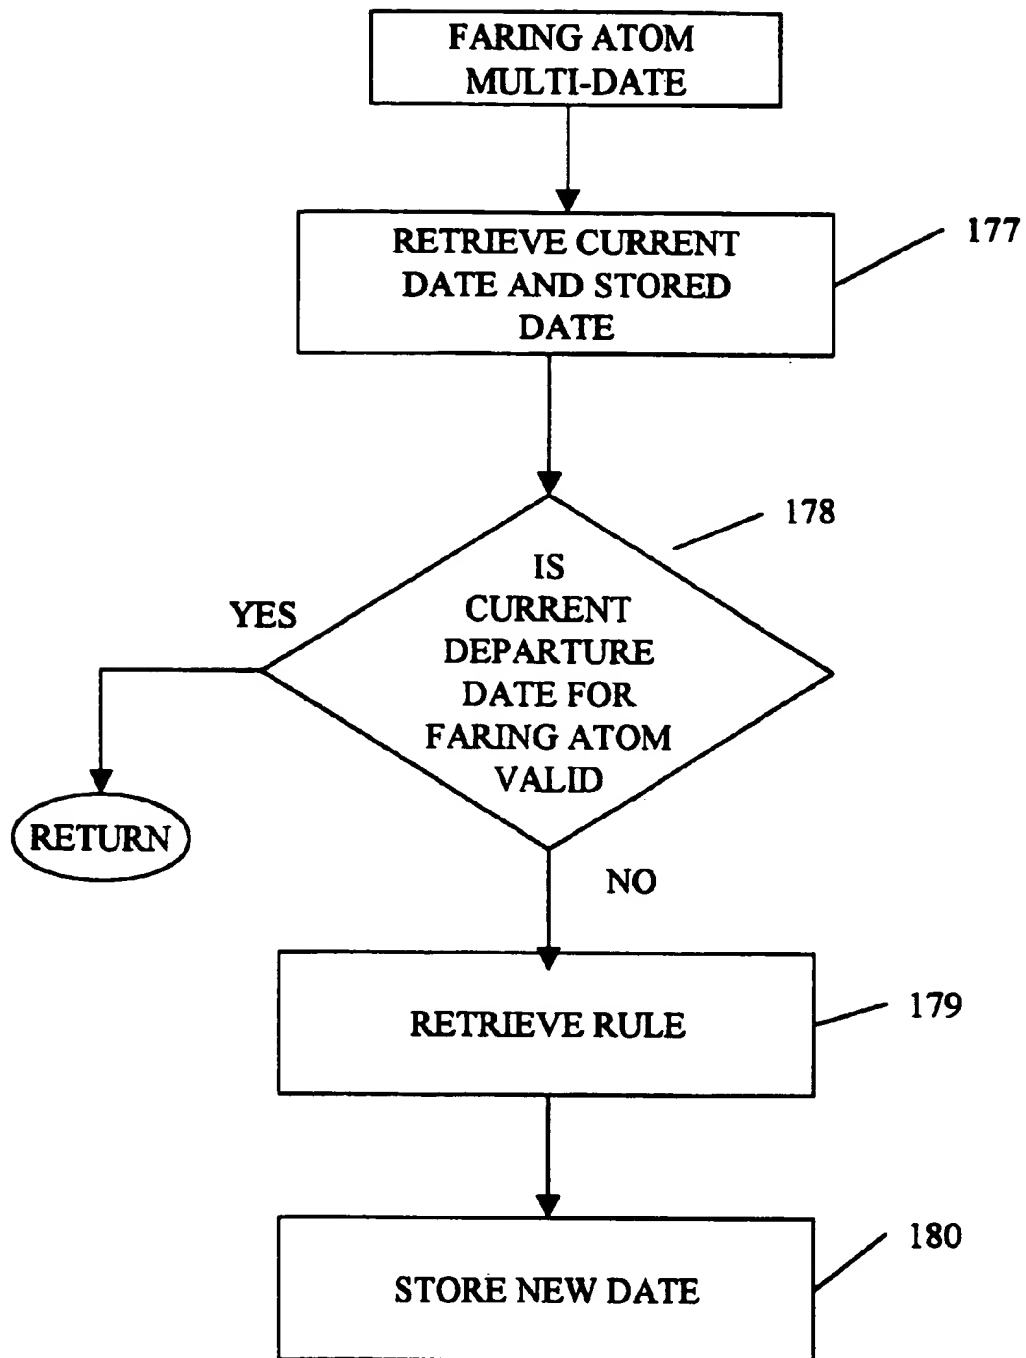 FARING ATOM
MULTI-DATE
RETRIEVE CURRENT
DATE AND STORED
DATE
177
178
IS
CURRENT
DEPARTURE
DATE FOR
FARING ATOM
VALID
YES
RETURN
NO
RETRIEVE RULE
179
STORE NEW DATE
180